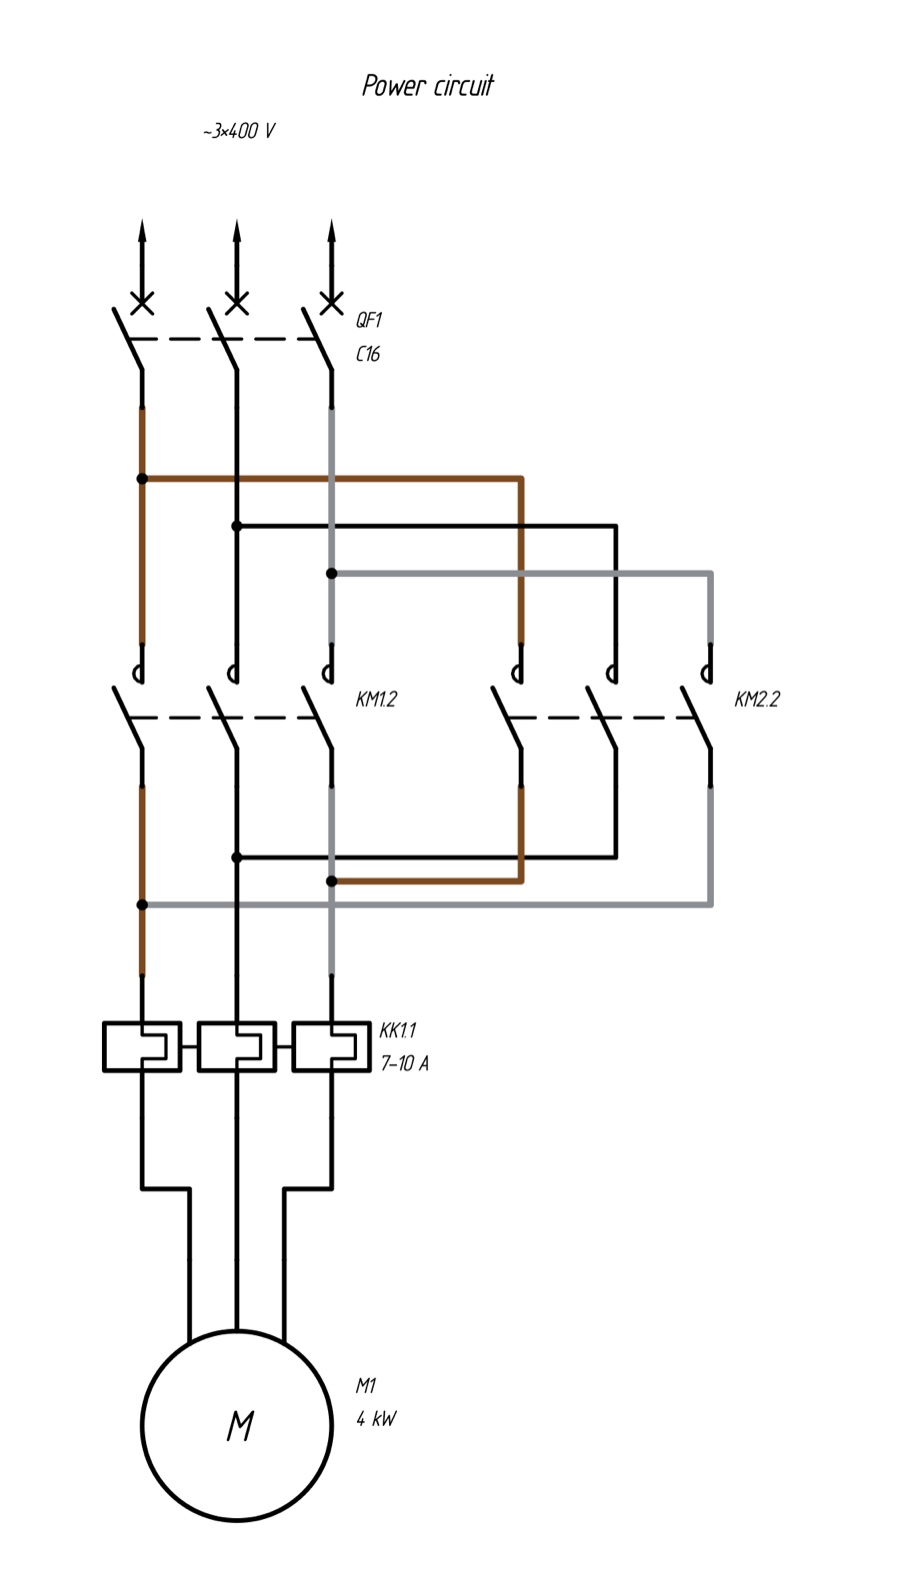 Power circuit
~3×400 V
QF1
C16
KM1.2
KM2.2
KK1.1
7-10 A
M1
4 kW
M